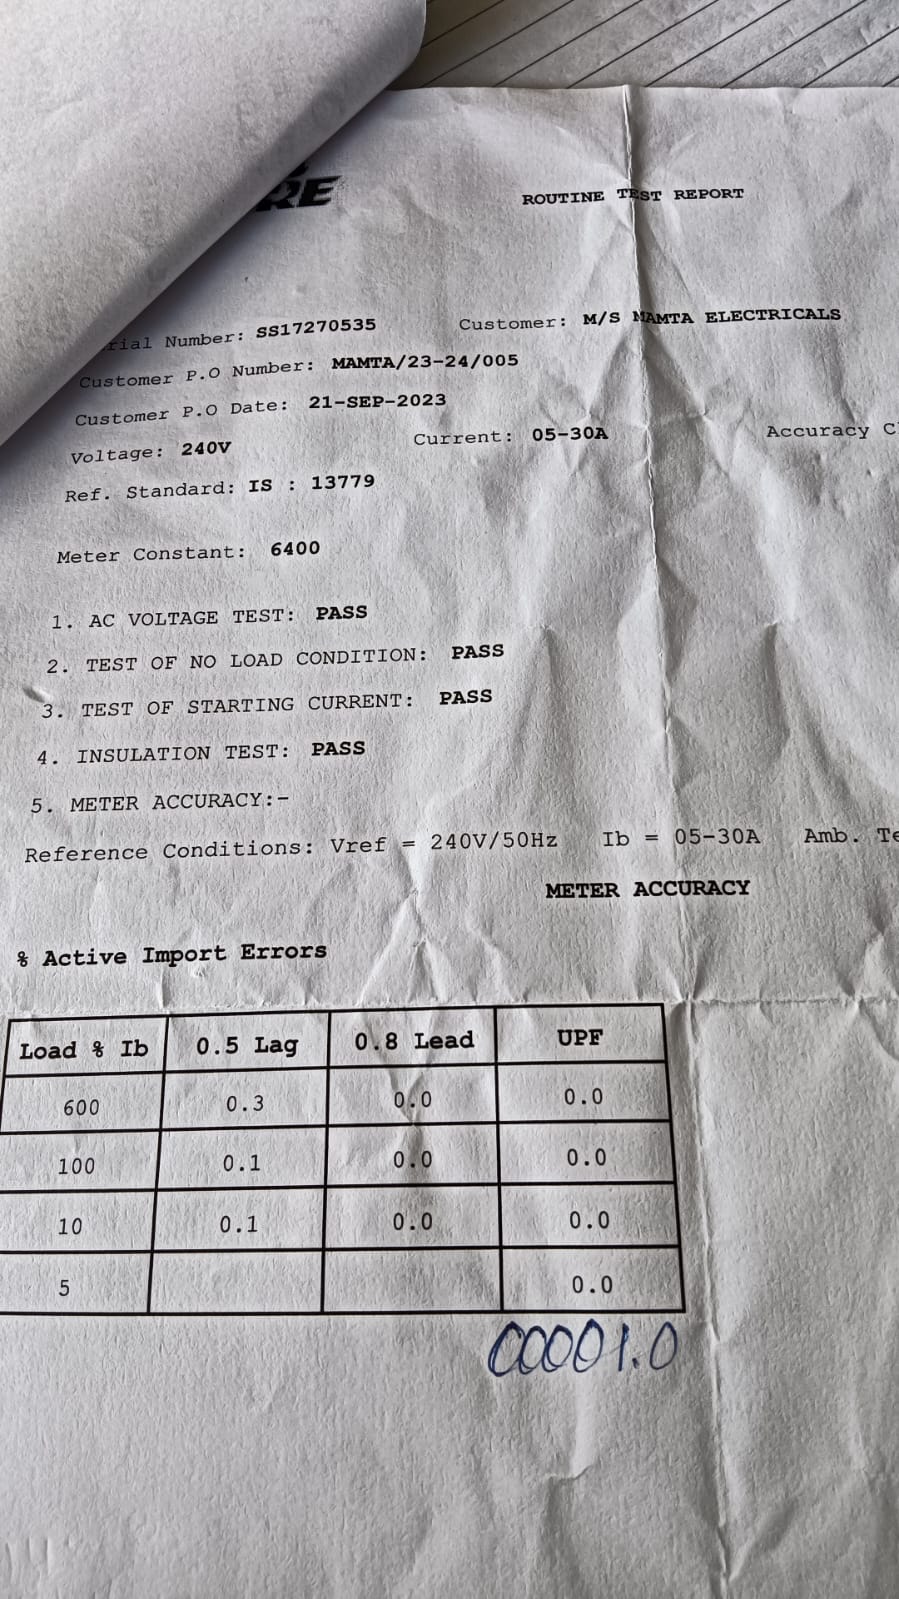 ROUTINE TEST REPORT
Serial Number: SS17270535 Customer: M/S MAMTA ELECTRICALS
Customer P.O Number: MAMTA/23-24/005
Customer P.O Date: 21-SEP-2023
Voltage: 240V Current: 05-30A Accuracy
Ref. Standard: IS : 13779
Meter Constant: 6400
1. AC VOLTAGE TEST: PASS
2. TEST OF NO LOAD CONDITION: PASS
3. TEST OF STARTING CURRENT: PASS
4. INSULATION TEST: PASS
5. METER ACCURACY:-
Reference Conditions: Vref = 240V/50Hz Ib = 05-30A Amb.
METER ACCURACY
% Active Import Errors
Load % Ib 0.5 Lag 0.8 Lead UPF
600 0.3 0.0 0.0
100 0.1 0.0 0.0
10 0.1 0.0 0.0
5 0.0
00001.0